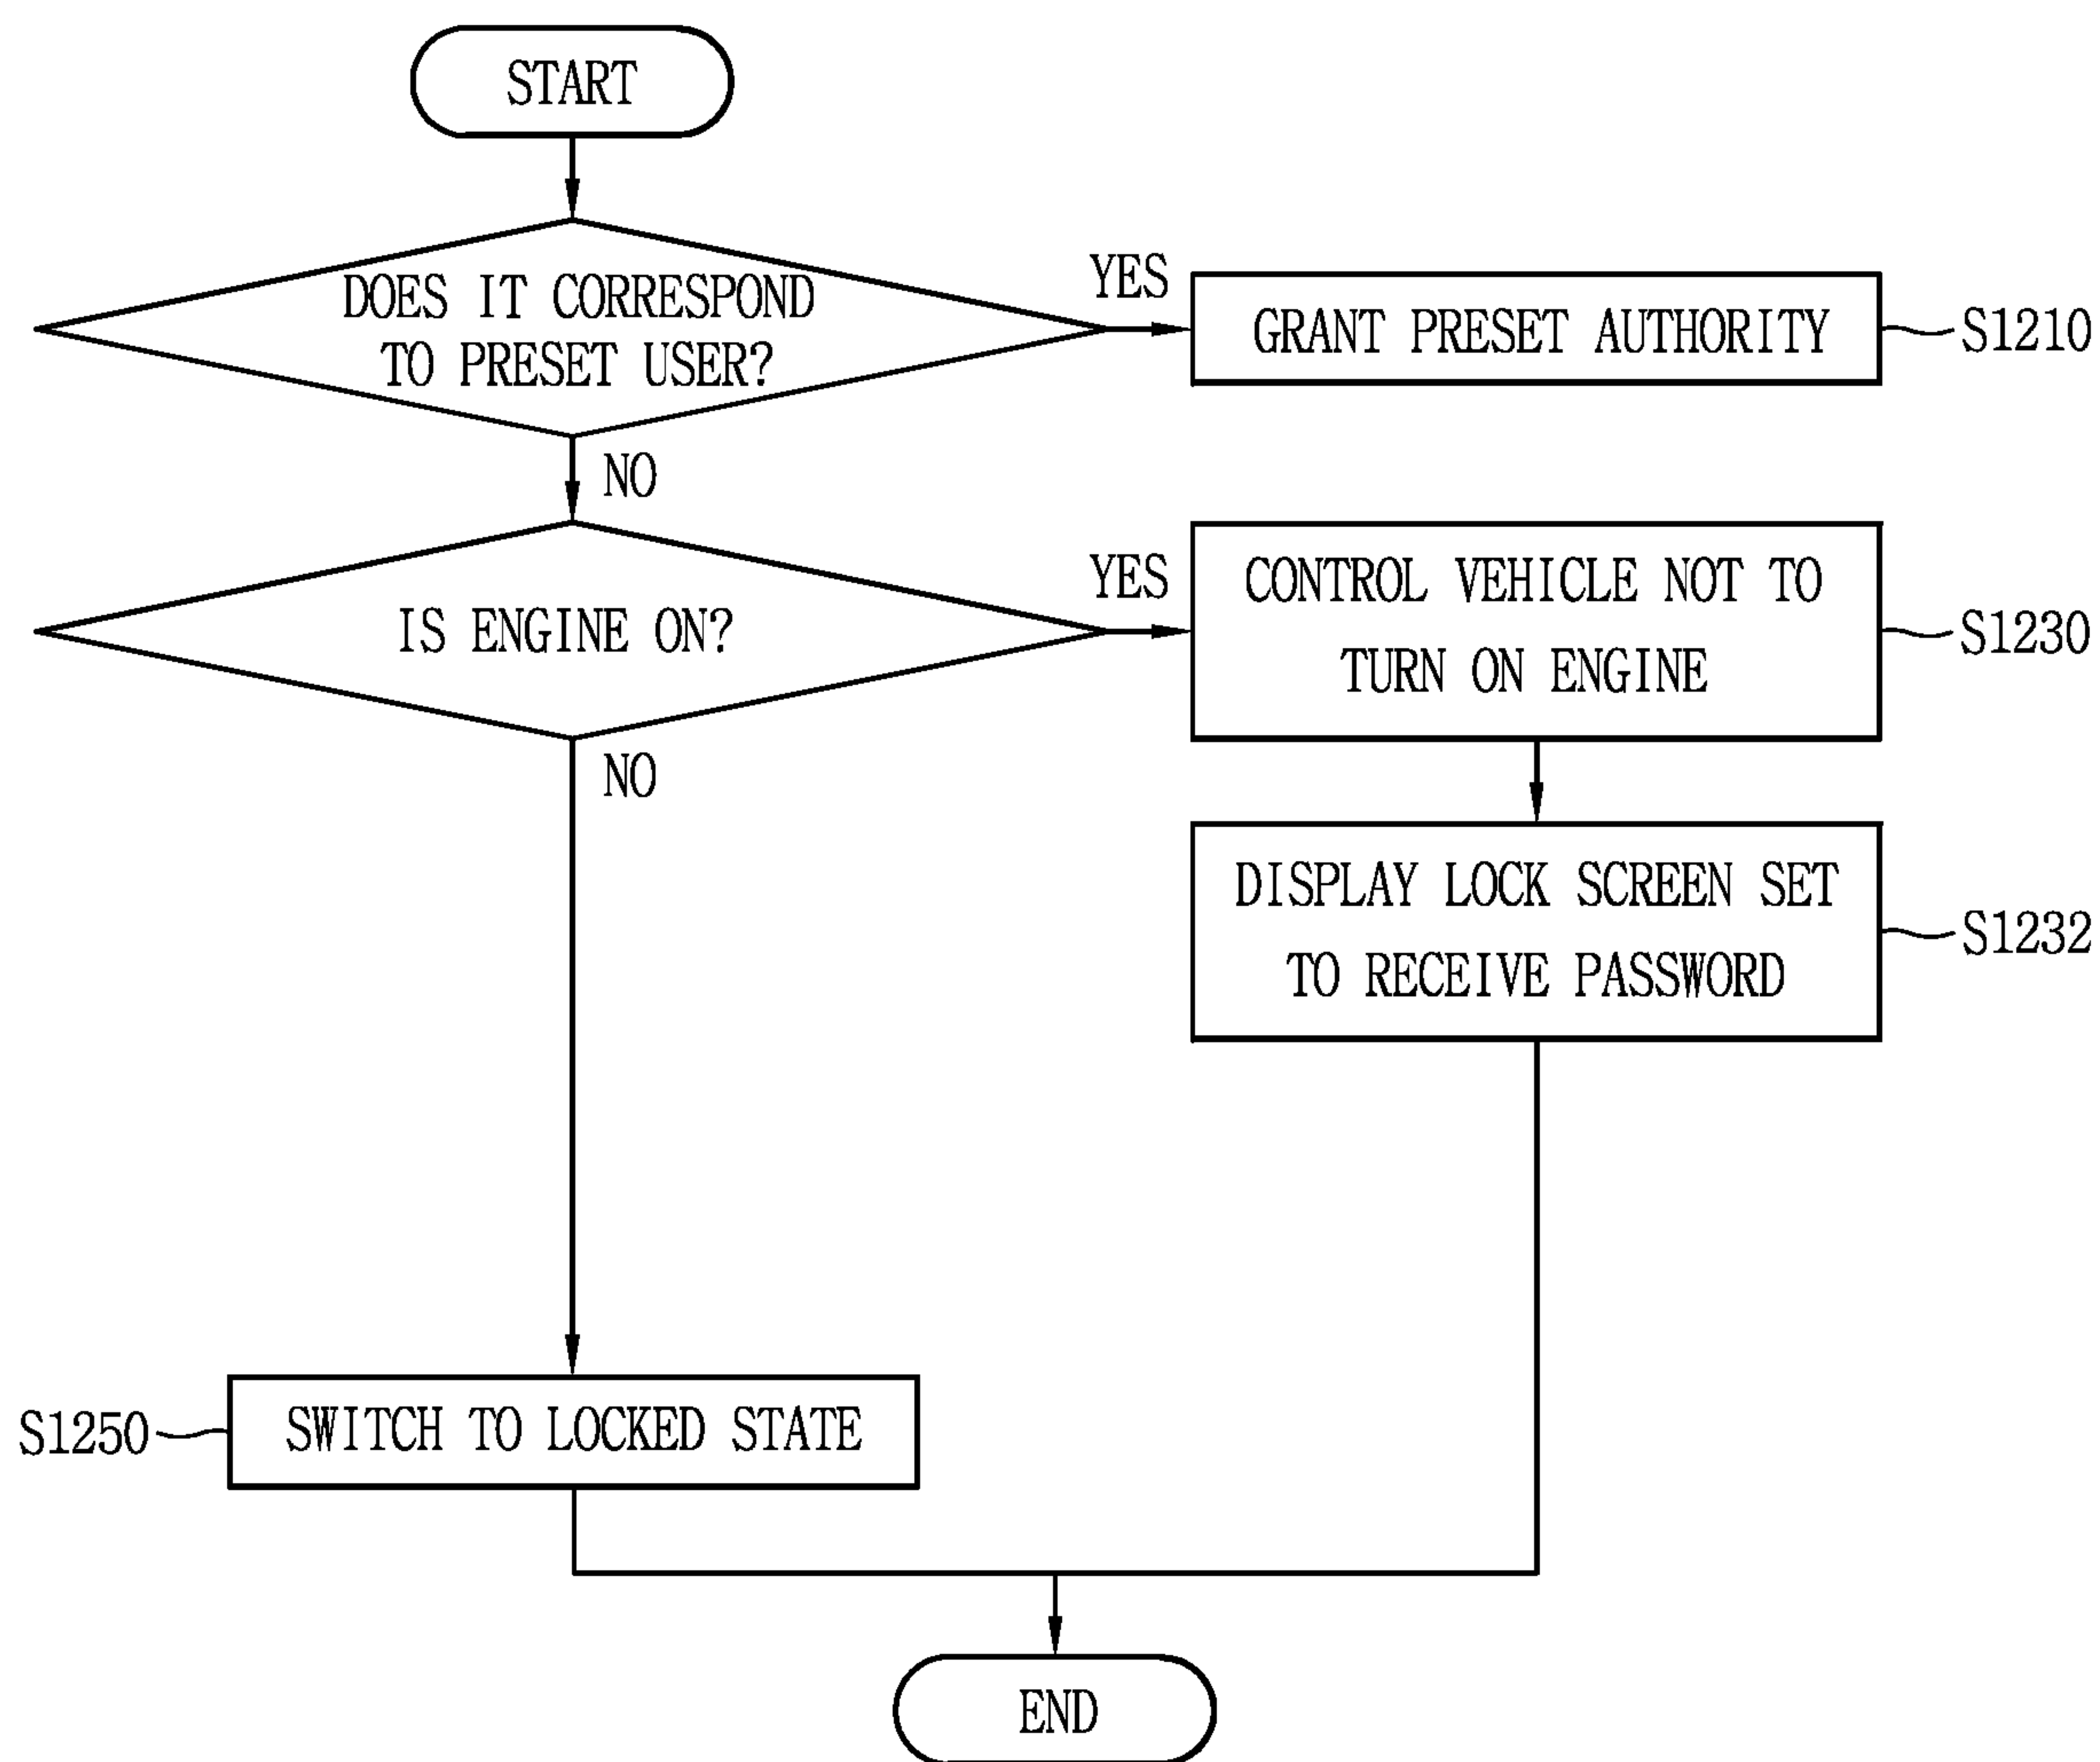 START
DOES IT CORRESPOND
TO PRESET USER?
YES
GRANT PRESET AUTHORITY
S1210
NO
IS ENGINE ON?
YES
CONTROL VEHICLE NOT TO
TURN ON ENGINE
S1230
NO
DISPLAY LOCK SCREEN SET
TO RECEIVE PASSWORD
S1232
S1250
SWITCH TO LOCKED STATE
END